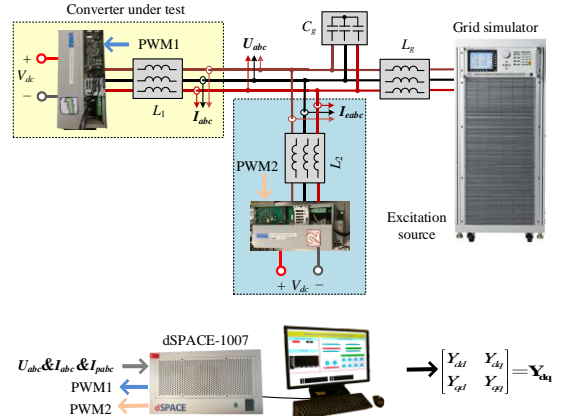 Converter under test
Grid simulator
PWM1
+
V_dc
−
L_1
I_abc
U_abc
C_g
L_g
I_eabc
PWM2
L_2
+ V_dc −
Excitation
source
dSPACE-1007
U_abc&I_abc&I_pabc
PWM1
PWM2
dSPACE
[Y_dd Y_dq
Y_qd Y_qq] = Y_dq